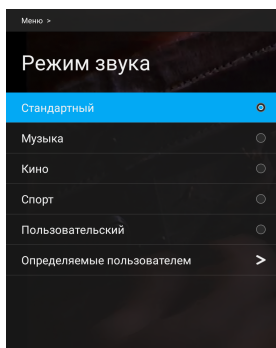 Меню >
Режим звука
Стандартный
Музыка
Кино
Спорт
Пользовательский
Определяемые пользователем >